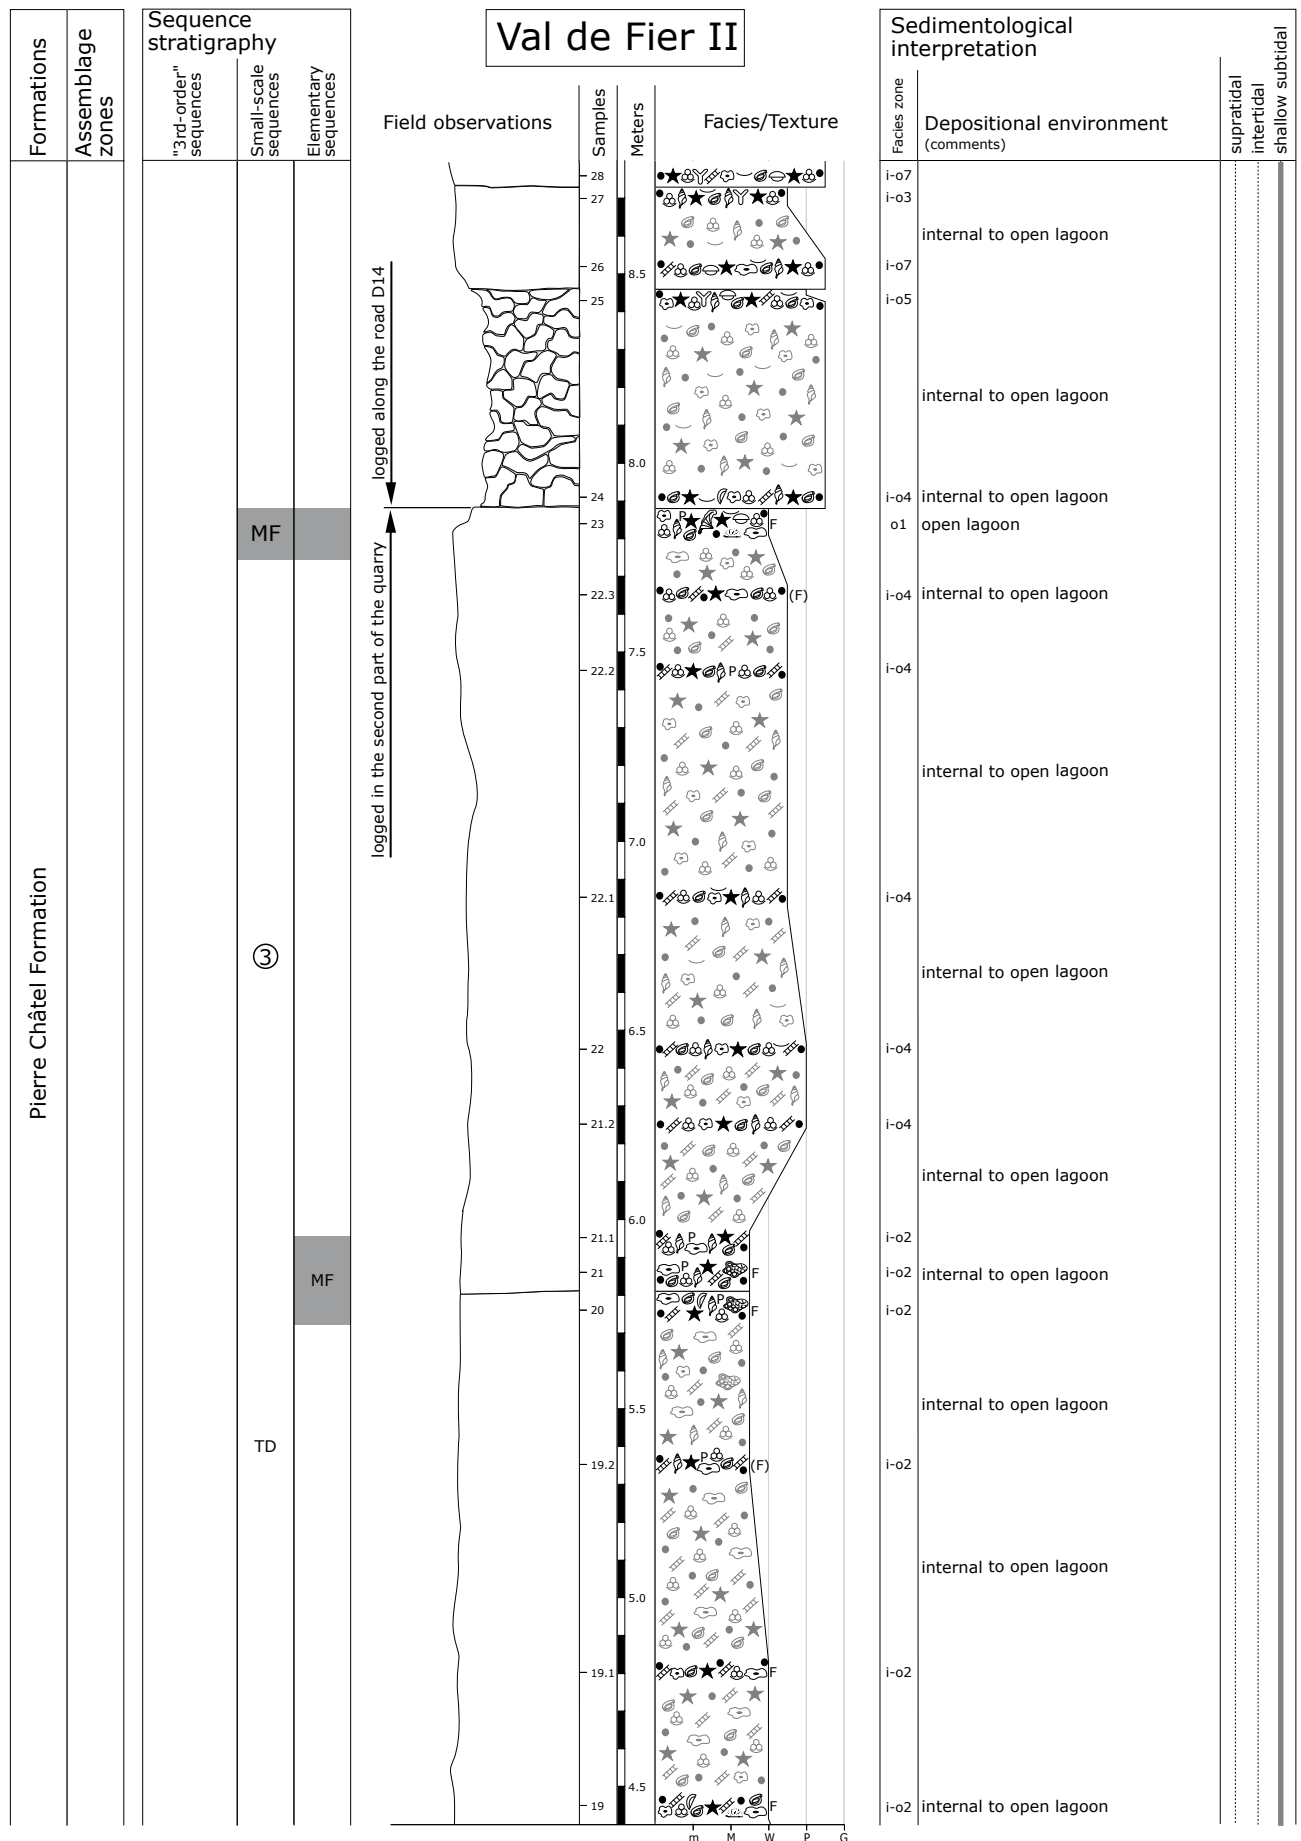 Val de Fier II
Formations
Assemblage
zones
Sequence
stratigraphy
"3rd-order"
sequences
Small-scale
sequences
Elementary
sequences
Field observations
Samples
Meters
Facies/Texture
Sedimentological
interpretation
Facies zone
Depositional environment
(comments)
supratidal
intertidal
shallow subtidal
28
i-o7
27
i-o3
internal to open lagoon
26
i-o7
8.5
25
i-o5
logged along the road D14
internal to open lagoon
8.0
24
i-o4 internal to open lagoon
MF
23
P
F
o1 open lagoon
logged in the second part of the quarry
22.3
(F)
i-o4 internal to open lagoon
7.5
22.2
P
i-o4
internal to open lagoon
7.0
Pierre Châtel Formation
22.1
i-o4
3
internal to open lagoon
6.5
22
i-o4
21.2
i-o4
internal to open lagoon
6.0
21.1
P
i-o2
MF
21
P
F
i-o2 internal to open lagoon
20
P
F
i-o2
5.5
internal to open lagoon
TD
19.2
P
(F)
i-o2
internal to open lagoon
5.0
19.1
F
i-o2
4.5
19
F
i-o2 internal to open lagoon
m M W P G